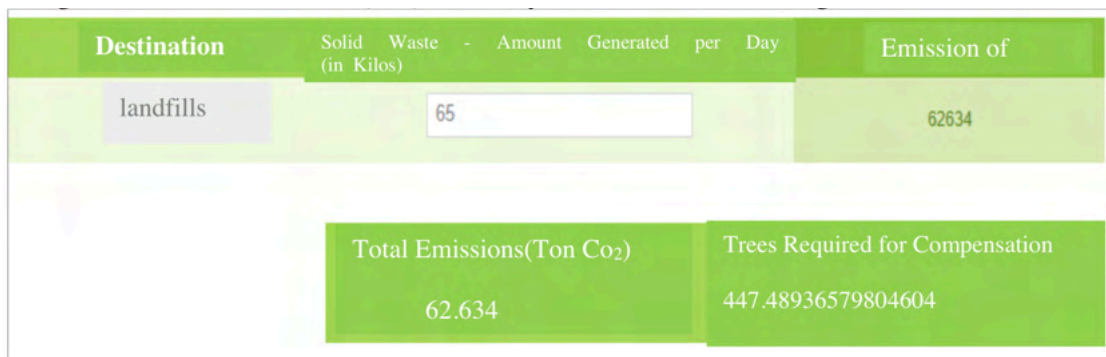 Destination
Solid Waste - Amount Generated per Day
(in Kilos)
Emission of
landfills
65
62634
Total Emissions(Ton Co₂)
Trees Required for Compensation
62.634
447.48936579804604